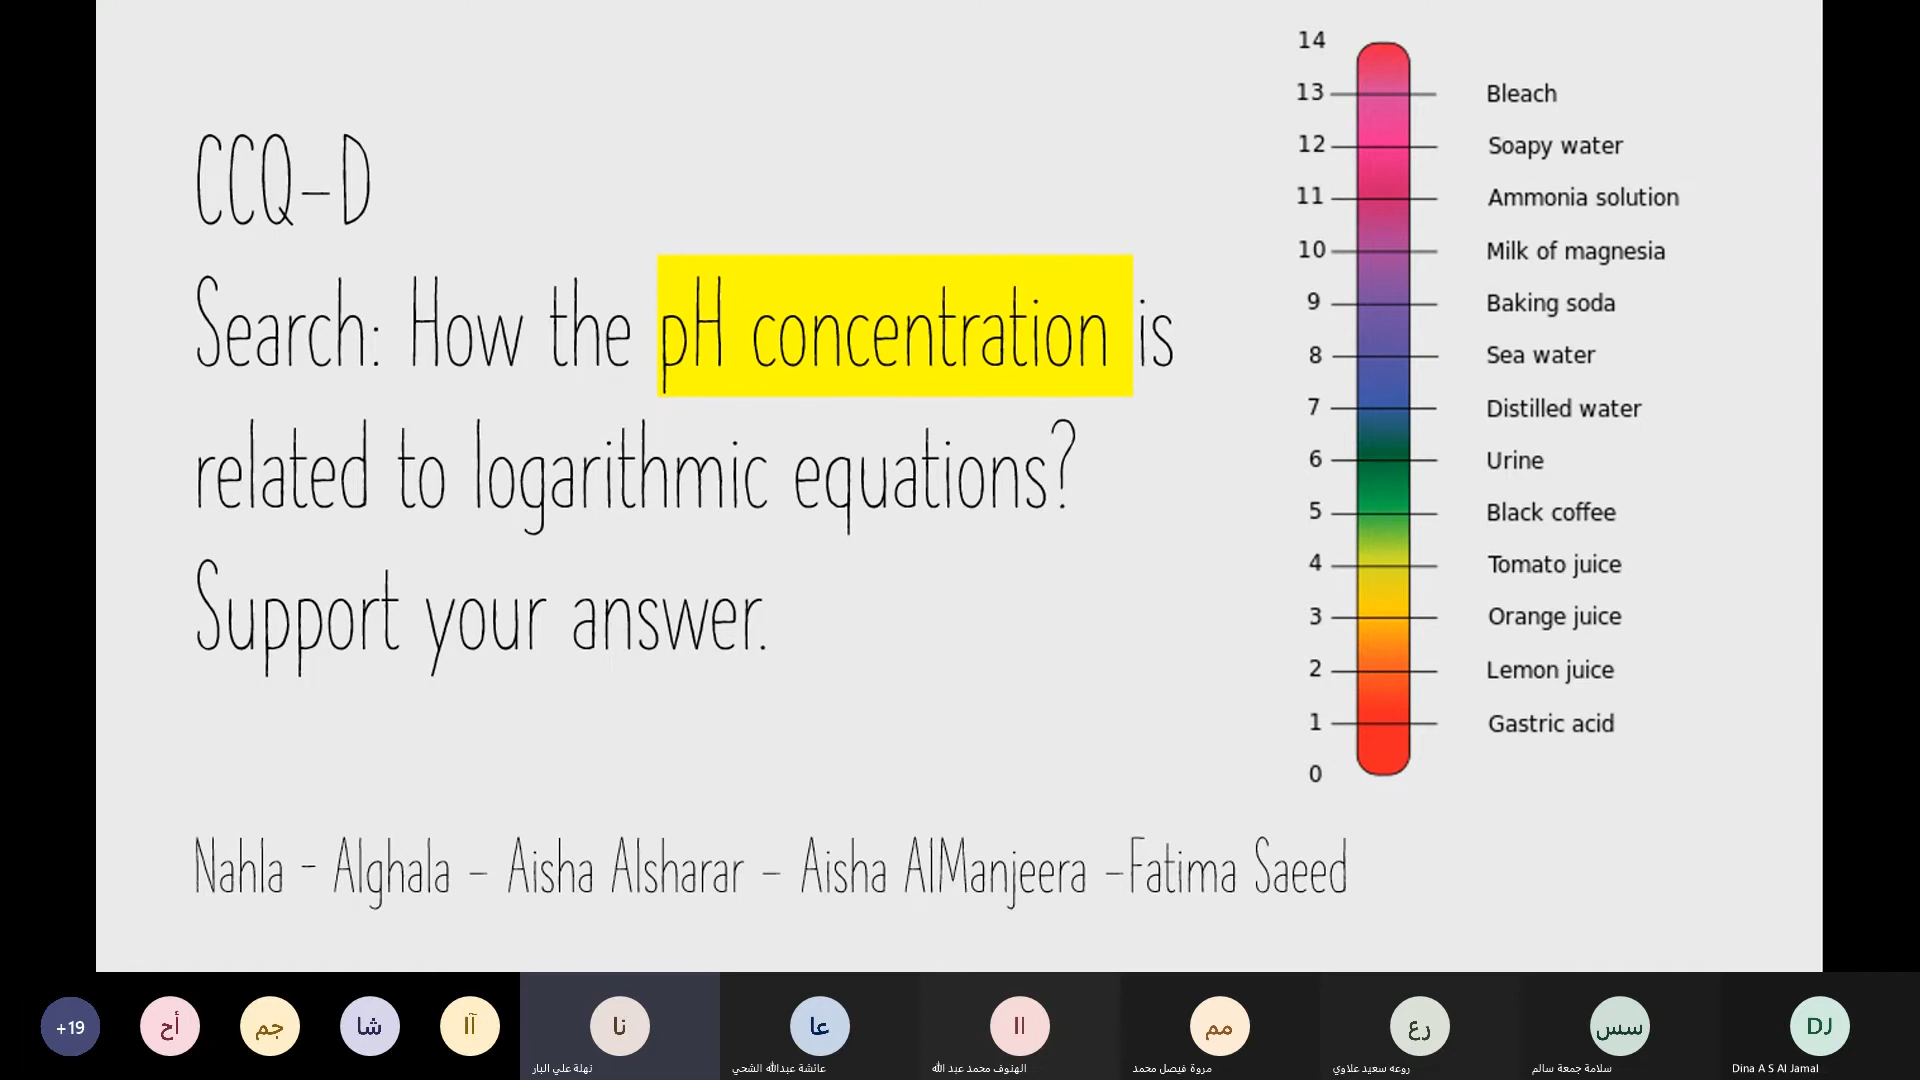 CCQ-D
Search: How the pH concentration is
related to logarithmic equations?
Support your answer.
14
13 Bleach
12 Soapy water
11 Ammonia solution
10 Milk of magnesia
9 Baking soda
8 Sea water
7 Distilled water
6 Urine
5 Black coffee
4 Tomato juice
3 Orange juice
2 Lemon juice
1 Gastric acid
0
Nahla - Alghala - Aisha Alsharar - Aisha AlManjeera -Fatima Saeed
+19
أح
جم
شا
آآ
نا
عا
اا
مم
رع
سس
DJ
نهلة علي البار
عائشة عبدالله الشحي
الهنوف محمد عبد الله
مروة فيصل محمد
روعه سعيد علاوي
سلامة جمعة سالم
Dina A S Al Jamal